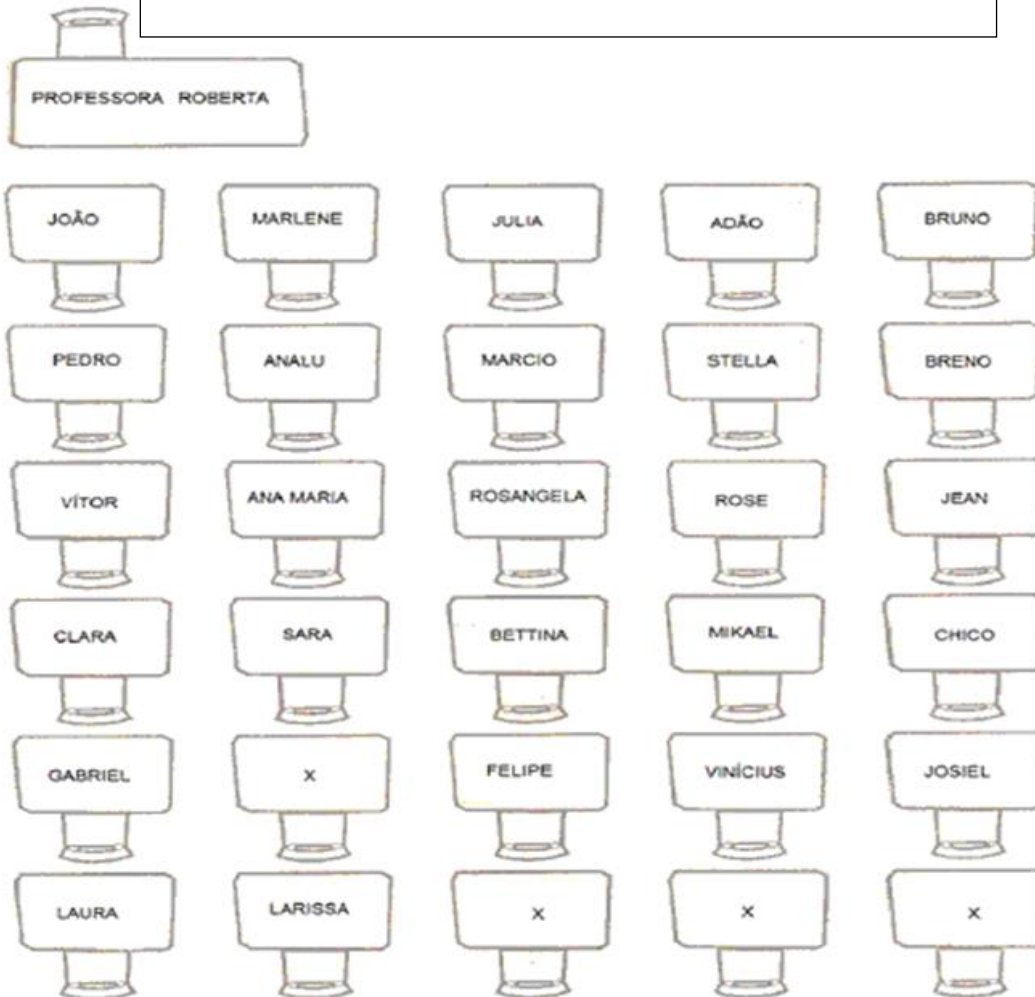 PROFESSORA ROBERTA
JOÃO MARLENE JULIA ADÃO BRUNO
PEDRO ANALU MARCIO STELLA BRENO
VÍTOR ANA MARIA ROSANGELA ROSE JEAN
CLARA SARA BETTINA MIKAEL CHICO
GABRIEL X FELIPE VINÍCIUS JOSIEL
LAURA LARISSA X X X